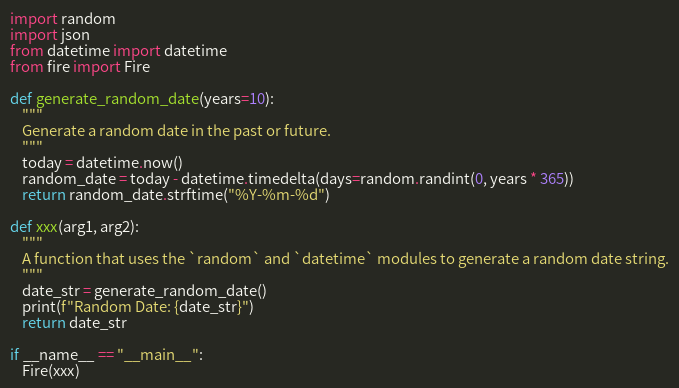 import random
import json
from datetime import datetime
from fire import Fire

def generate_random_date(years=10):
    """
    Generate a random date in the past or future.
    """
    today = datetime.now()
    random_date = today - datetime.timedelta(days=random.randint(0, years * 365))
    return random_date.strftime("%Y-%m-%d")

def xxx(arg1, arg2):
    """
    A function that uses the `random` and `datetime` modules to generate a random date string.
    """
    date_str = generate_random_date()
    print(f"Random Date: {date_str}")
    return date_str

if __name__ == "__main__":
    Fire(xxx)